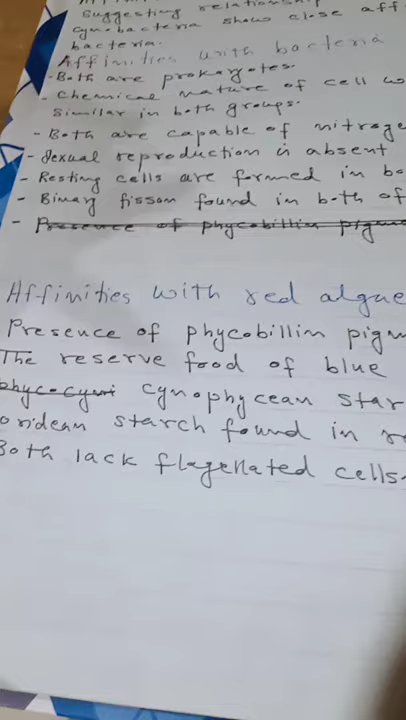 Suggesting relationship
Cynobacteria shows close aff
bacteria.
Affinities with bacteria
- Both are prokaryotes.
- Chemical nature of cell w
Similar in both groups.
- Both are capable of nitroge
- Sexual reproduction is absent
- Resting cells are formed in bo
- Binary fisson found in both of
- Presence of phycobillin pigm
Affinities with red algae
Presence of phycobillin pigm
The reserve food of blue
phycocyni cynophycean star
oridean starch found in r
Both lack flagellated cells.